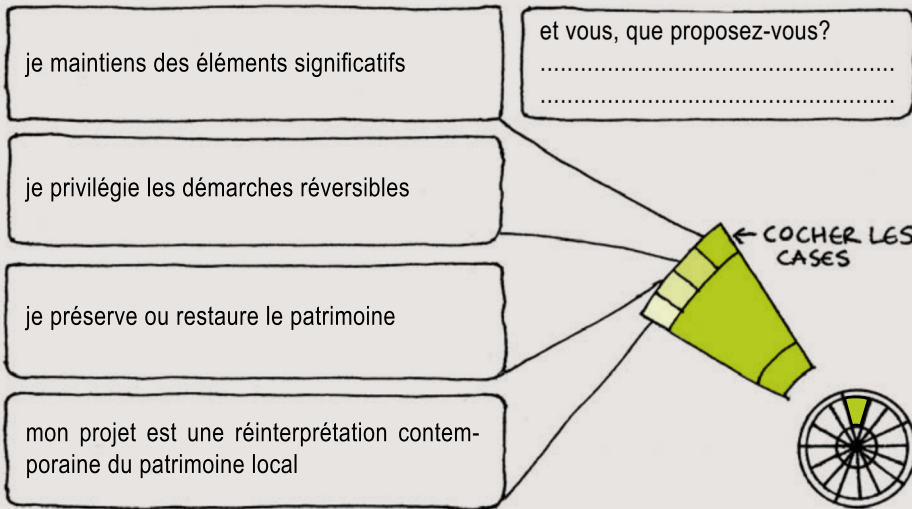 je maintiens des éléments significatifs
et vous, que proposez-vous?
.....................................................
.....................................................
je privilégie les démarches réversibles
← COCHER LES
CASES
je préserve ou restaure le patrimoine
mon projet est une réinterprétation contem-
poraine du patrimoine local